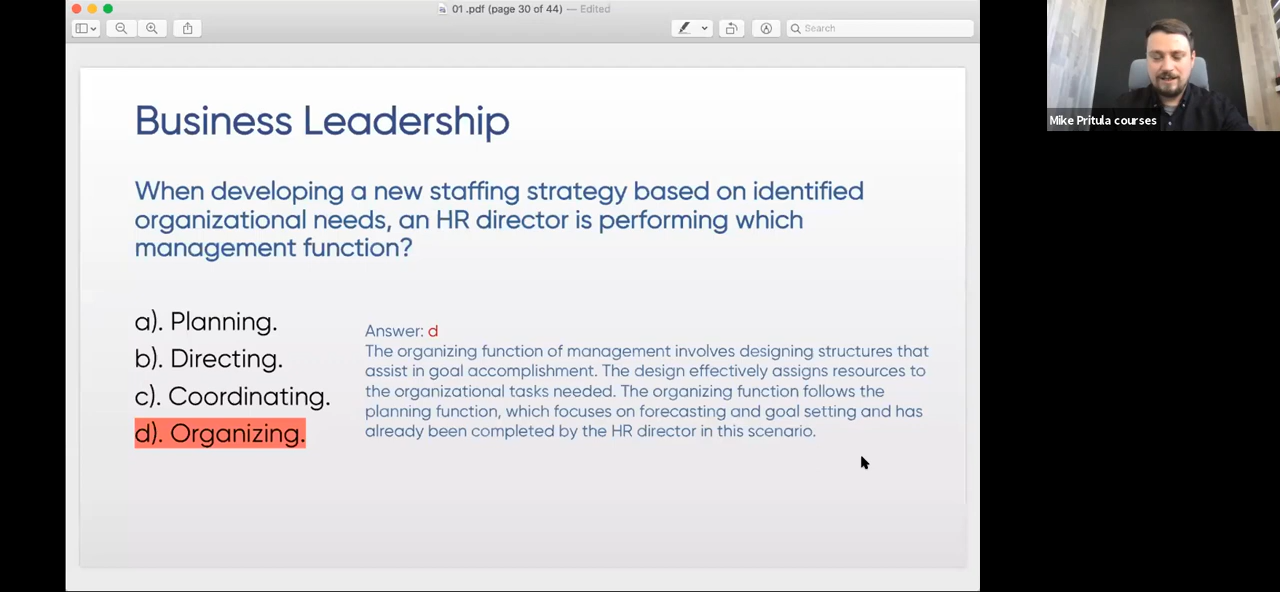 01 .pdf (page 30 of 44) — Edited
Search
Business Leadership
When developing a new staffing strategy based on identified
organizational needs, an HR director is performing which
management function?
a). Planning.
b). Directing.
c). Coordinating.
d). Organizing.
Answer: d
The organizing function of management involves designing structures that
assist in goal accomplishment. The design effectively assigns resources to
the organizational tasks needed. The organizing function follows the
planning function, which focuses on forecasting and goal setting and has
already been completed by the HR director in this scenario.
Mike Pritula courses